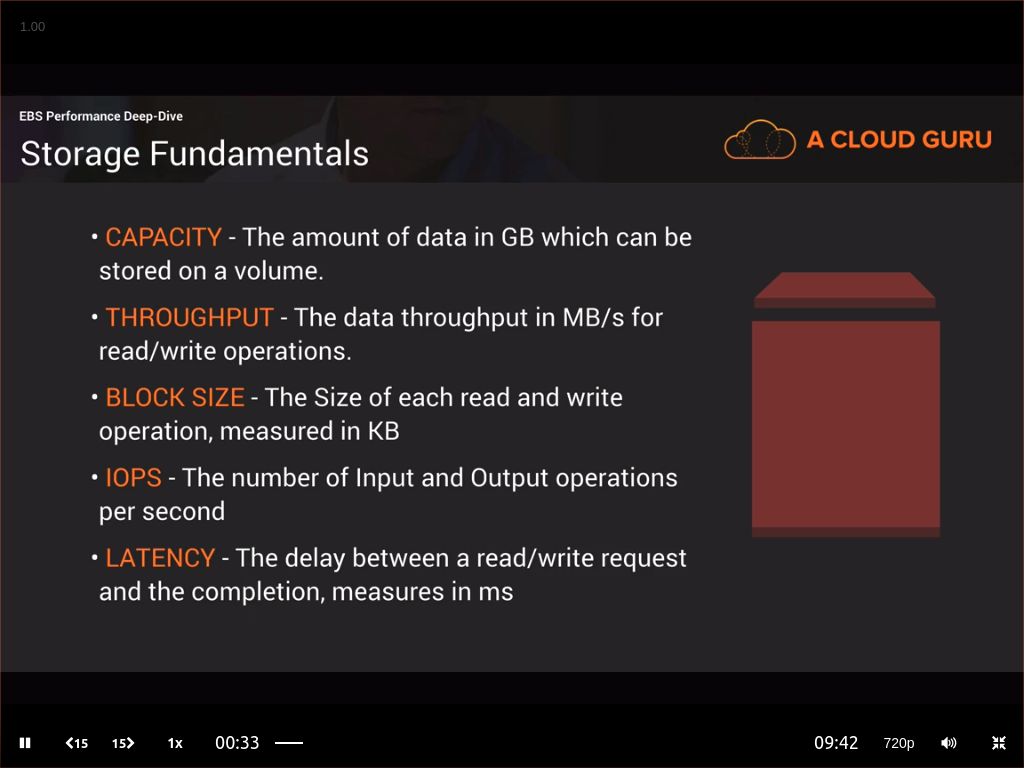 1.00
EBS Performance Deep-Dive
Storage Fundamentals
A CLOUD GURU
• CAPACITY - The amount of data in GB which can be
stored on a volume.
• THROUGHPUT - The data throughput in MB/s for
read/write operations.
• BLOCK SIZE - The Size of each read and write
operation, measured in KB
• IOPS - The number of Input and Output operations
per second
• LATENCY - The delay between a read/write request
and the completion, measures in ms
15 15 1x 00:33 09:42 720p